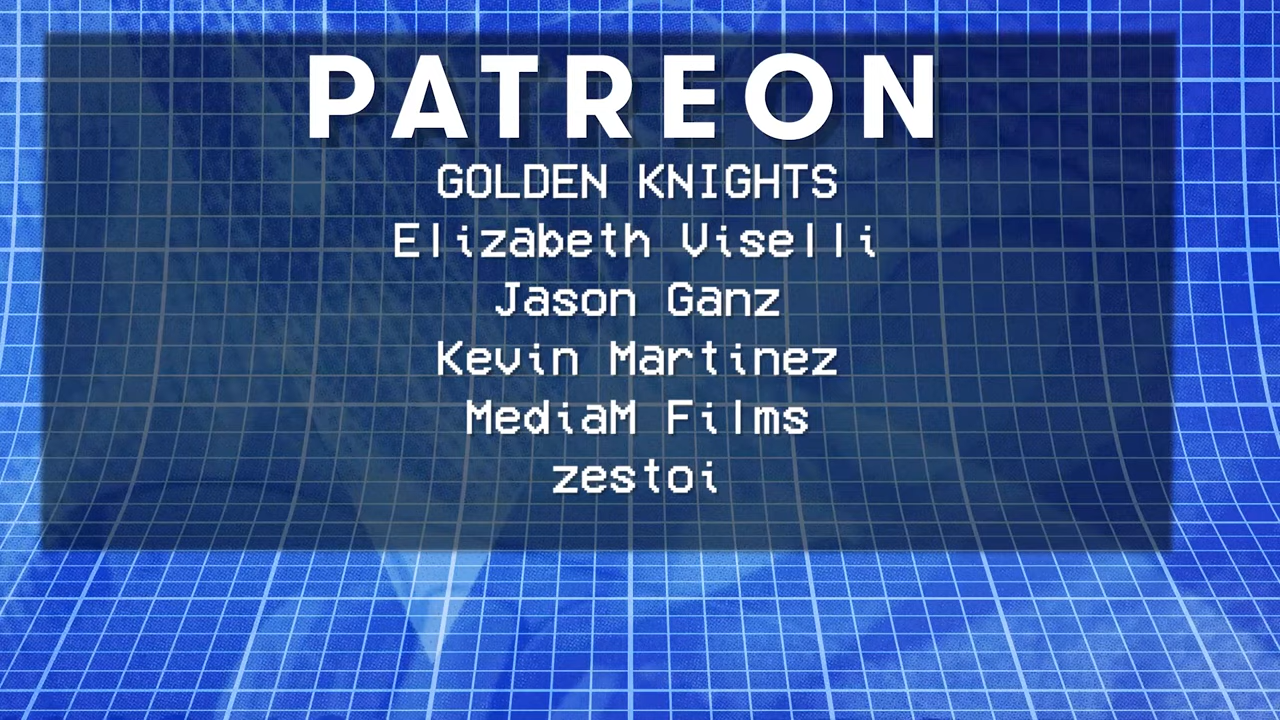 PATREON
GOLDEN KNIGHTS
Elizabeth Viselli
Jason Ganz
Kevin Martinez
MediaM Films
zestoi